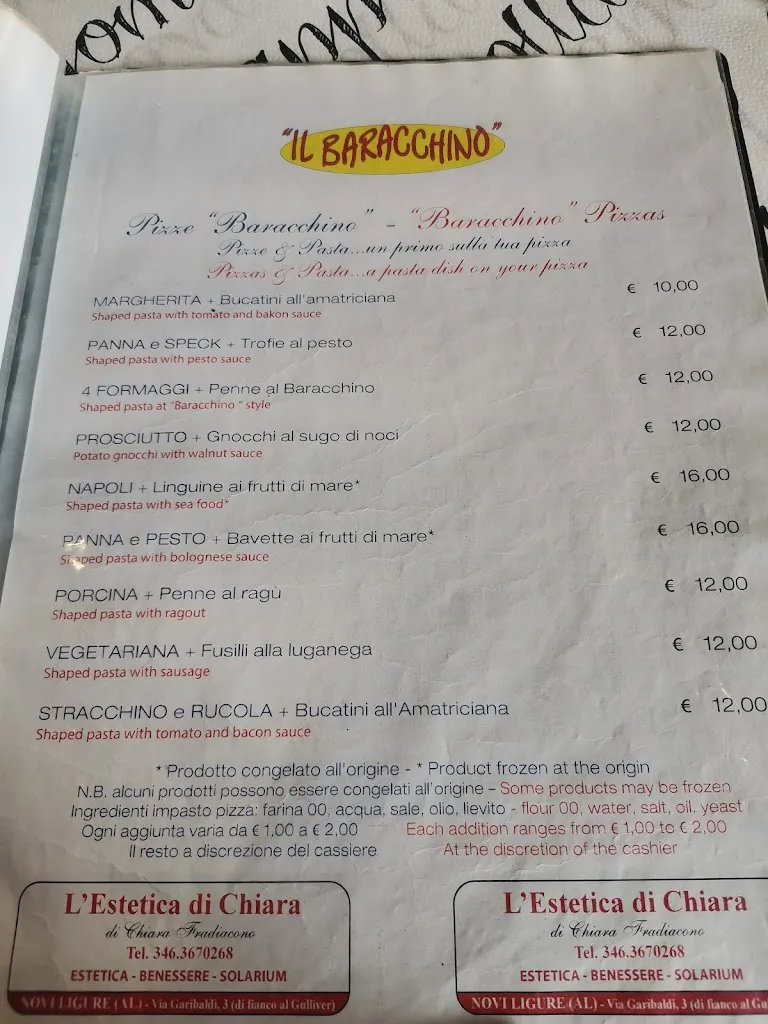 "IL BARACCHINO"
Pizze "Baracchino" - "Baracchino" Pizzas
Pizze & Pasta...un primo sulla tua pizza
Pizzas & Pasta...a pasta dish on your pizza
MARGHERITA + Bucatini all'amatriciana € 10,00
Shaped pasta with tomato and bakon sauce
PANNA e SPECK + Trofie al pesto € 12,00
Shaped pasta with pesto sauce
4 FORMAGGI + Penne al Baracchino € 12,00
Shaped pasta at "Baracchino " style
PROSCIUTTO + Gnocchi al sugo di noci € 12,00
Potato gnocchi with walnut sauce
NAPOLI + Linguine ai frutti di mare* € 16,00
Shaped pasta with sea food*
PANNA e PESTO + Bavette ai frutti di mare* € 16,00
Shaped pasta with bolognese sauce
PORCINA + Penne al ragù € 12,00
Shaped pasta with ragout
VEGETARIANA + Fusilli alla luganega € 12,00
Shaped pasta with sausage
STRACCHINO e RUCOLA + Bucatini all'Amatriciana € 12,00
Shaped pasta with tomato and bacon sauce
* Prodotto congelato all'origine - * Product frozen at the origin
N.B. alcuni prodotti possono essere congelati all'origine – Some products may be frozen
Ingredienti impasto pizza: farina 00, acqua, sale, olio, lievito - flour 00, water, salt, oil, yeast
Ogni aggiunta varia da € 1,00 a € 2,00 Each addition ranges from € 1,00 to € 2,00
Il resto a discrezione del cassiere At the discretion of the cashier
L'Estetica di Chiara
di Chiara Fradiacono
Tel. 346.3670268
ESTETICA - BENESSERE - SOLARIUM
NOVI LIGURE (AL) - Via Garibaldi, 3 (di fianco al Gulliver)
L'Estetica di Chiara
di Chiara Fradiacono
Tel. 346.3670268
ESTETICA - BENESSERE - SOLARIUM
NOVI LIGURE (AL) - Via Garibaldi, 3 (di fianco al Gu